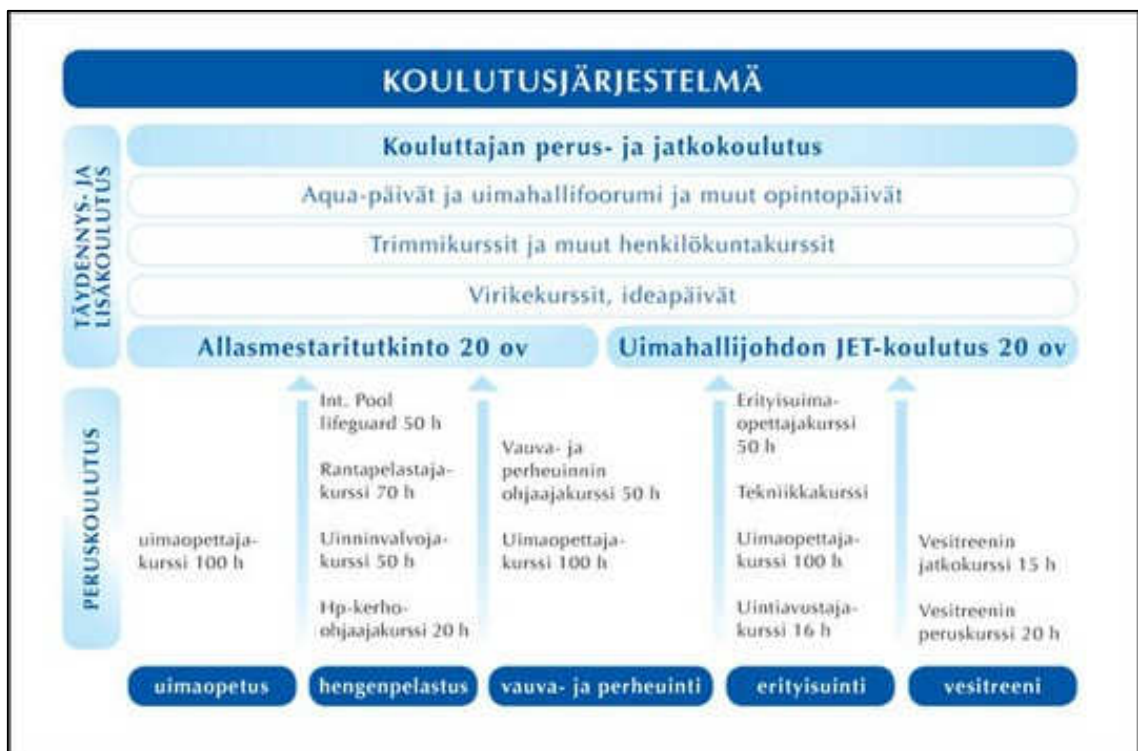 KOULUTUSJÄRJESTELMÄ
TÄYDENNYS- JA
LISÄKOULUTUS
Kouluttajan perus- ja jatkokoulutus
Aqua-päivät ja uimahallifoorumi ja muut opintopäivät
Trimmikurssit ja muut henkilökuntakurssit
Virikekurssit, ideapäivät
Allasmestaritutkinto 20 ov
Uimahallijohdon JET-koulutus 20 ov
PERUSKOULUTUS
uimaopettaja-
kurssi 100 h
Int. Pool
lifeguard 50 h
Rantapelastaja-
kurssi 70 h
Uinninvalvoja-
kurssi 50 h
Hp-kerho-
ohjaajakurssi 20 h
Vauva- ja
perheuinnin
ohjaajakurssi 50 h
Uimaopettaja-
kurssi 100 h
Erityisuima-
opettajakurssi
50 h
Tekniikkakurssi
Uimaopettaja-
kurssi 100 h
Uintiavustaja-
kurssi 16 h
Vesitreenin
jatkokurssi 15 h
Vesitreenin
peruskurssi 20 h
uimaopetus
hengenpelastus
vauva- ja perheuinti
erityisuinti
vesitreeni